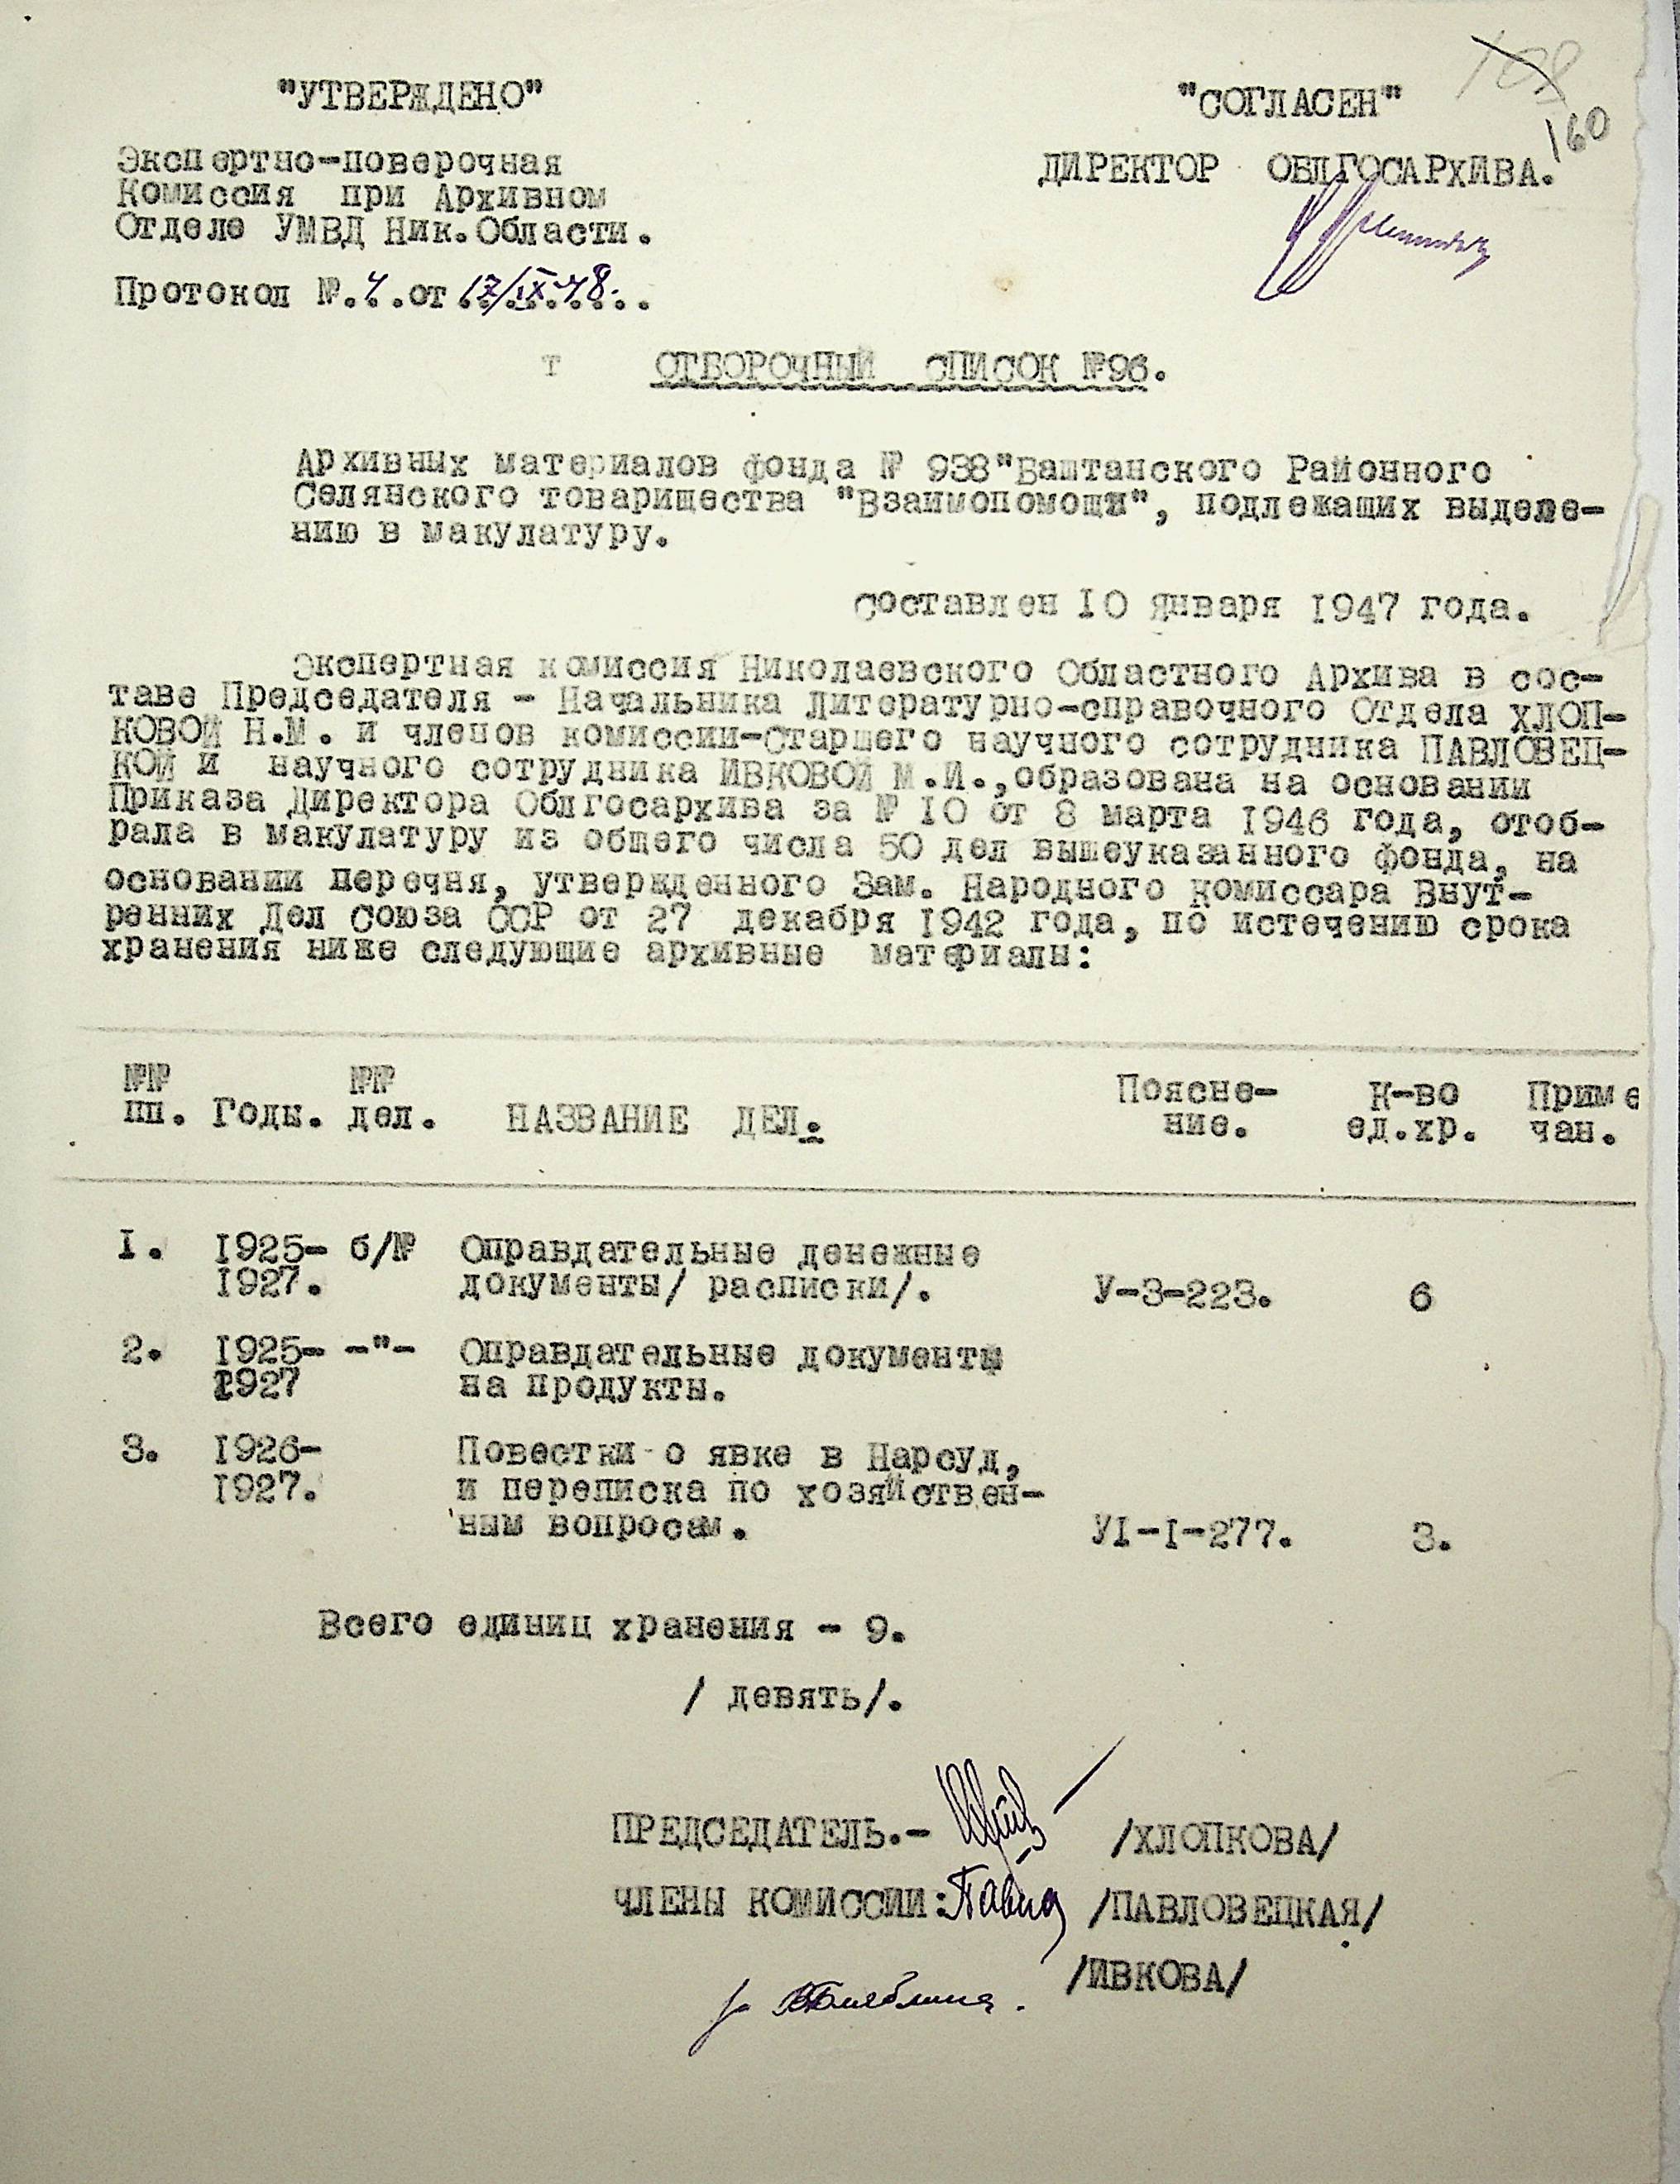 160
"УТВЕРЖДЕНО"
Экспертно-поверочная
Комиссия при Архивном
Отделе УМВД Ник.Области.
Протокол №.4.от 17/IX-48.
"СОГЛАСЕН"
ДИРЕКТОР ОБЛГОСАРХИВА.
т ОТБОРОЧНЫЙ СПИСОК №96.
Архивных материалов фонда № 938"Баштанского Районного
Селянского товарищества "Взаимопомощи", подлежащих выделе-
нию в макулатуру.
Составлен 10 января 1947 года.
Экспертная комиссия Николаевского Областного Архива в сос-
таве Председателя - Начальника Литературно-справочного Отдела ХЛОП-
КОВОЙ Н.М. и членов комиссии-Старшего научного сотрудника ПАВЛОВЕЦ-
КОЙ и научного сотрудника ИВКОВОЙ М.И.,образована на основании
Приказа Директора Облгосархива за № 10 от 8 марта 1946 года, отоб-
рала в макулатуру из общего числа 50 дел вышеуказанного фонда, на
основании перечня, утвержденного Зам. Народного Комиссара Внут-
ренних Дел Союза ССР от 27 декабря 1942 года, по истечению срока
хранения ниже следующие архивные материалы:
№№ пп. Годы. №№ дел. НАЗВАНИЕ ДЕЛ. Поясне- К-во Приме
ние. ед.хр. чан.
1. 1925- б/№ Оправдательные денежные
1927. документы/ расписки/. У-3-223. 6
2. 1925- -"- Оправдательные документы
1927 на продукты.
3. 1926- Повестки о явке в Нарсуд,
1927. и переписка по хозяйствен-
ным вопросам. УІ-І-277. 3.
Всего единиц хранения - 9.
/ девять/.
ПРЕДСЕДАТЕЛЬ.- /ХЛОПКОВА/
ЧЛЕНЫ КОМИССИИ: /ПАВЛОВЕЦКАЯ/
/ИВКОВА/